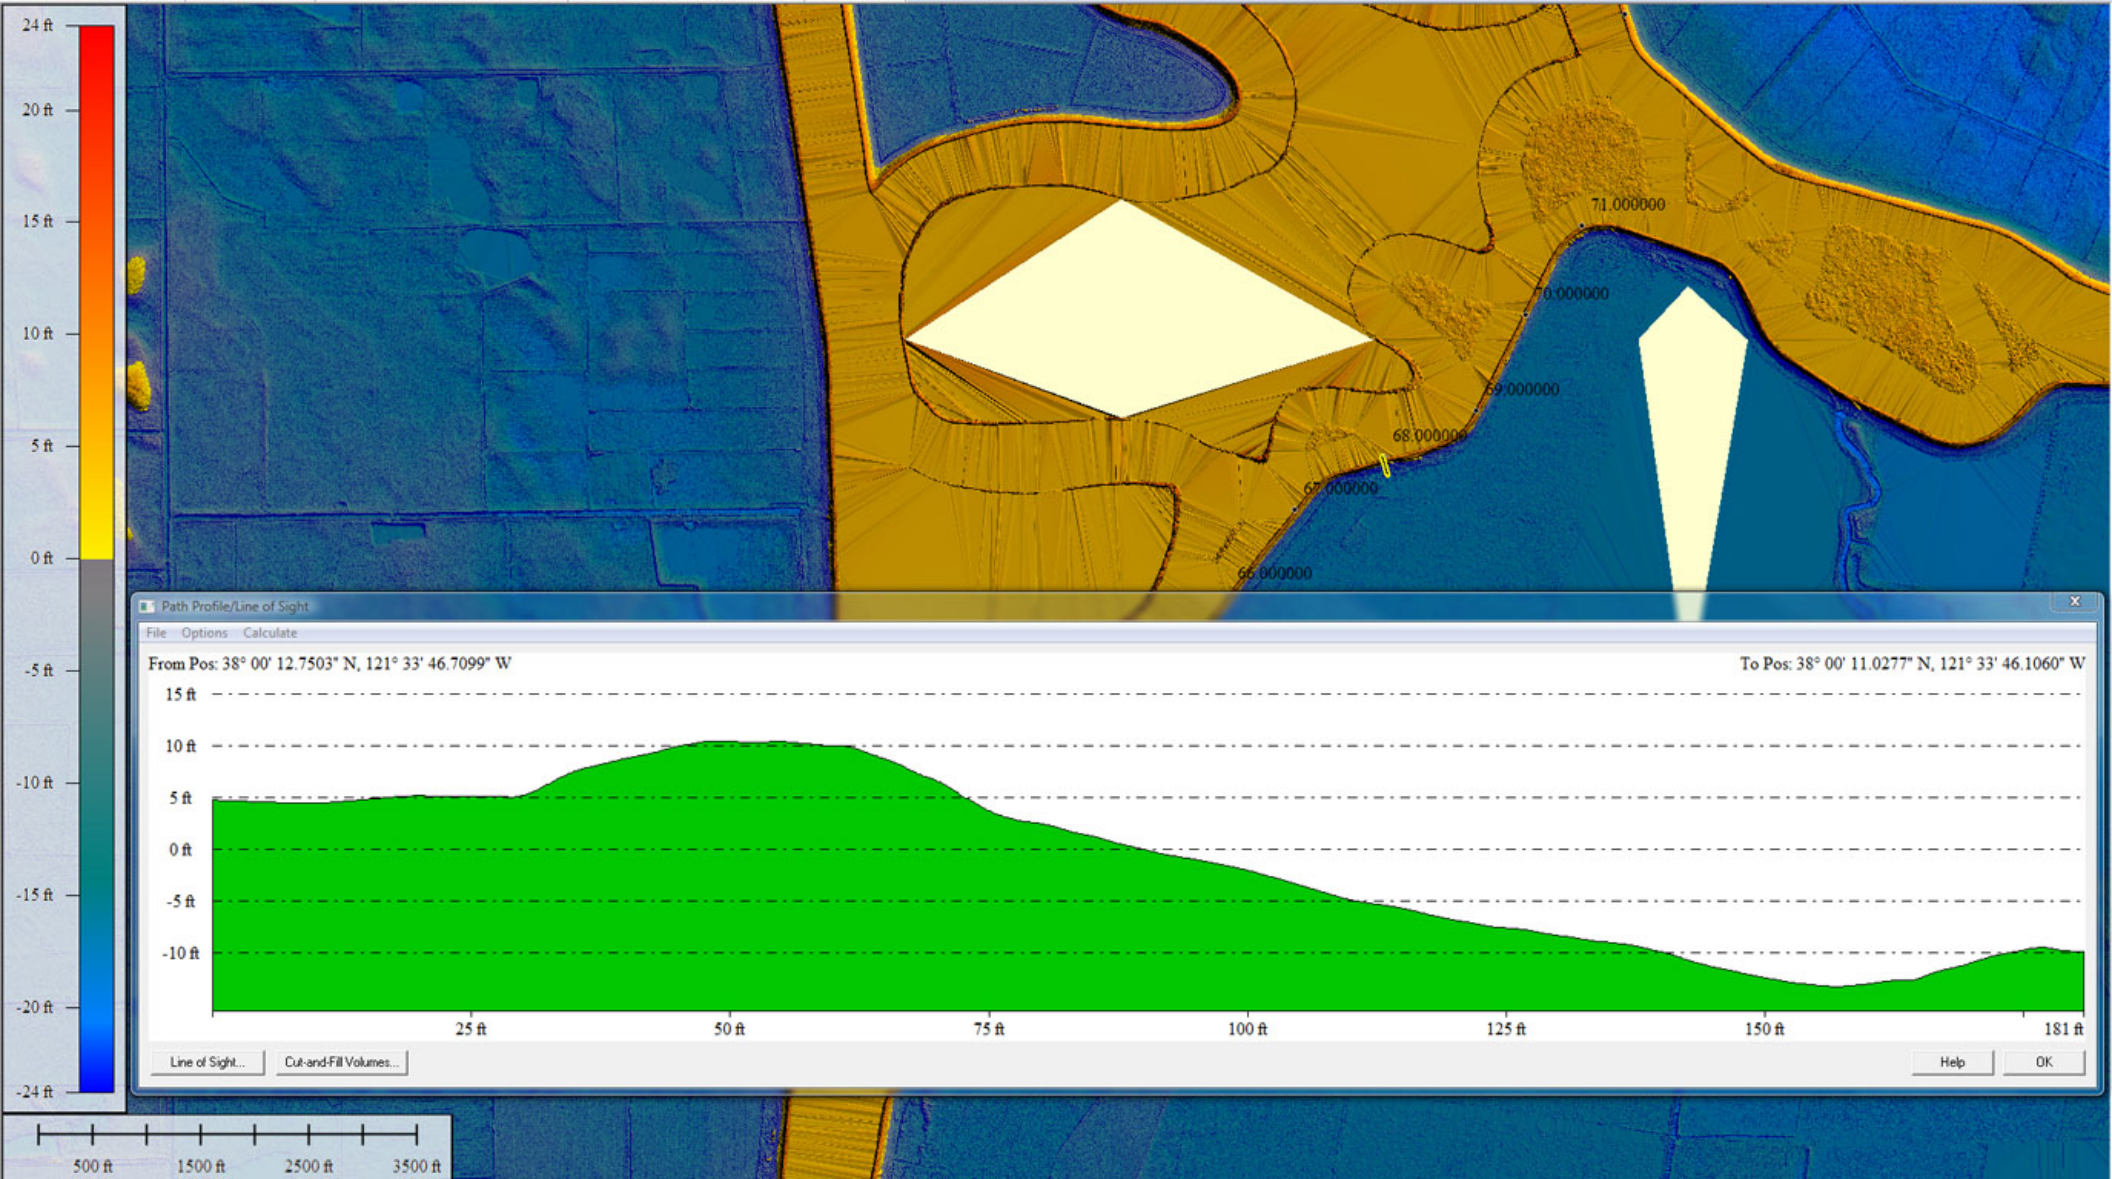 24 ft
20 ft
15 ft
10 ft
5 ft
0 ft
-5 ft
-10 ft
-15 ft
-20 ft
-24 ft
71.000000
70.000000
69.000000
68.000000
67.000000
66.000000
Path Profile/Line of Sight
File Options Calculate
From Pos: 38° 00' 12.7503" N, 121° 33' 46.7099" W
To Pos: 38° 00' 11.0277" N, 121° 33' 46.1060" W
15 ft
10 ft
5 ft
0 ft
-5 ft
-10 ft
25 ft 50 ft 75 ft 100 ft 125 ft 150 ft 181 ft
Line of Sight... Cut-and-Fill Volumes... Help OK
500 ft 1500 ft 2500 ft 3500 ft